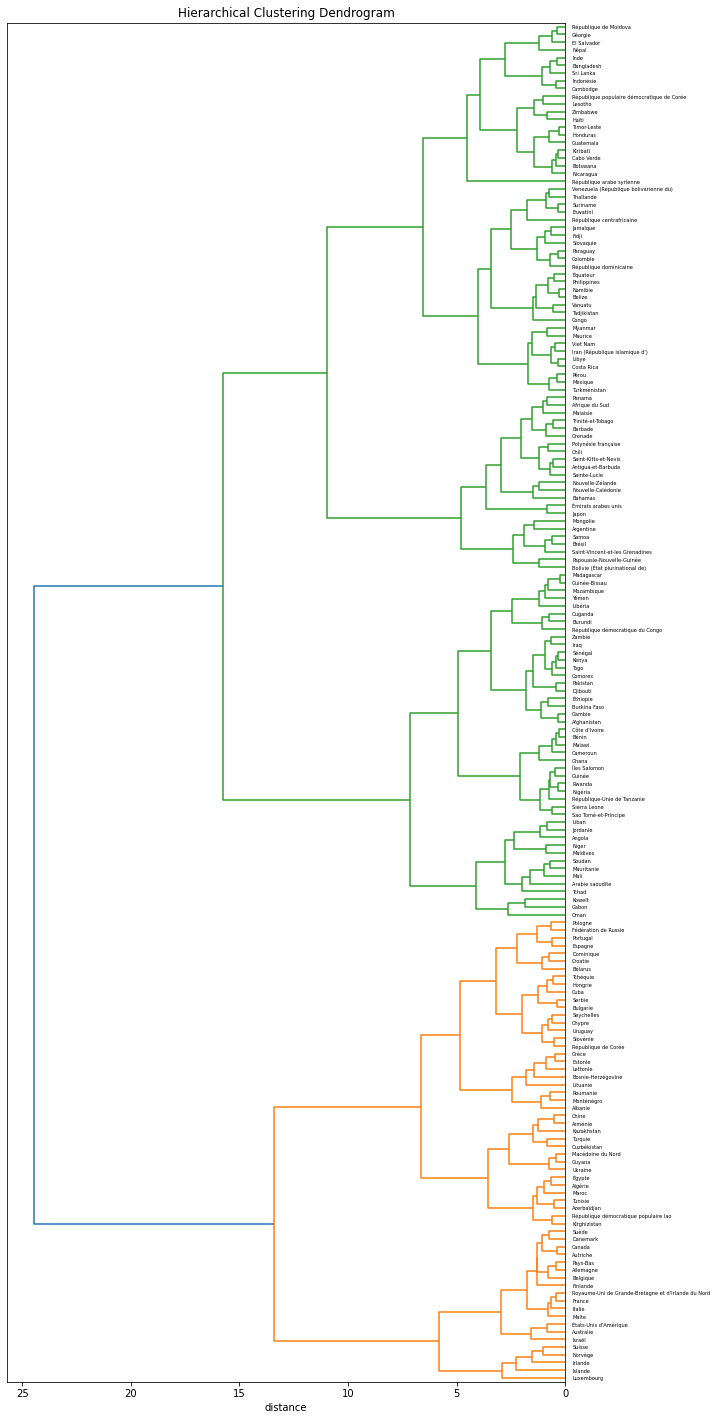 Hierarchical Clustering Dendrogram
République de Moldova
Géorgie
El Salvador
Népal
Inde
Bangladesh
Sri Lanka
Indonésie
Cambodge
République populaire démocratique de Corée
Lesotho
Zimbabwe
Haïti
Timor-Leste
Honduras
Guatemala
Kiribati
Cabo Verde
Botswana
Nicaragua
République arabe syrienne
Venezuela (République bolivarienne du)
Thaïlande
Suriname
Eswatini
République centrafricaine
Jamaïque
Fidji
Slovaquie
Paraguay
Colombie
République dominicaine
Équateur
Philippines
Namibie
Belize
Vanuatu
Tadjikistan
Congo
Myanmar
Maurice
Viet Nam
Iran (République islamique d')
Libye
Costa Rica
Pérou
Mexique
Turkménistan
Panama
Afrique du Sud
Malaisie
Trinité-et-Tobago
Barbade
Grenade
Polynésie française
Chili
Saint-Kitts-et-Nevis
Antigua-et-Barbuda
Sainte-Lucie
Nouvelle-Zélande
Nouvelle-Calédonie
Bahamas
Émirats arabes unis
Japon
Mongolie
Argentine
Samoa
Brésil
Saint-Vincent-et-les Grenadines
Papouasie-Nouvelle-Guinée
Bolivie (État plurinational de)
Madagascar
Guinée-Bissau
Mozambique
Yémen
Libéria
Ouganda
Burundi
République démocratique du Congo
Zambie
Iraq
Sénégal
Kenya
Togo
Comores
Pakistan
Djibouti
Éthiopie
Burkina Faso
Gambie
Afghanistan
Côte d'Ivoire
Bénin
Malawi
Cameroun
Ghana
Îles Salomon
Guinée
Rwanda
Nigéria
République-Unie de Tanzanie
Sierra Leone
Sao Tomé-et-Principe
Liban
Jordanie
Angola
Niger
Maldives
Soudan
Mauritanie
Mali
Arabie saoudite
Tchad
Koweït
Gabon
Oman
Pologne
Fédération de Russie
Portugal
Espagne
Dominique
Croatie
Bélarus
Tchéquie
Hongrie
Cuba
Serbie
Bulgarie
Seychelles
Chypre
Uruguay
Slovénie
République de Corée
Grèce
Estonie
Lettonie
Bosnie-Herzégovine
Lituanie
Roumanie
Monténégro
Albanie
Chine
Arménie
Kazakhstan
Turquie
Ouzbékistan
Macédoine du Nord
Guyana
Ukraine
Égypte
Algérie
Maroc
Tunisie
Azerbaïdjan
République démocratique populaire lao
Kirghizistan
Suède
Danemark
Canada
Autriche
Pays-Bas
Allemagne
Belgique
Finlande
Royaume-Uni de Grande-Bretagne et d'Irlande du Nord
France
Italie
Malte
États-Unis d'Amérique
Australie
Israël
Suisse
Norvège
Irlande
Islande
Luxembourg
25 20 15 10 5 0
distance